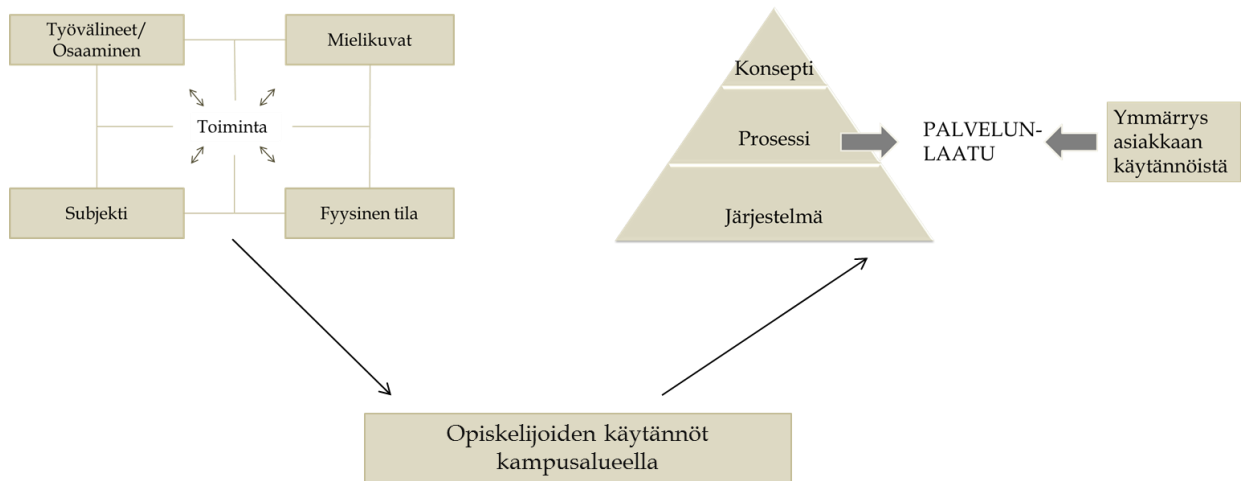 Työvälineet/
Osaaminen
Mielikuvat
Toiminta
Subjekti
Fyysinen tila
Konsepti
Prosessi
Järjestelmä
PALVELUN-
LAATU
Ymmärrys
asiakkaan
käytännöistä
Opiskelijoiden käytännöt
kampusalueella